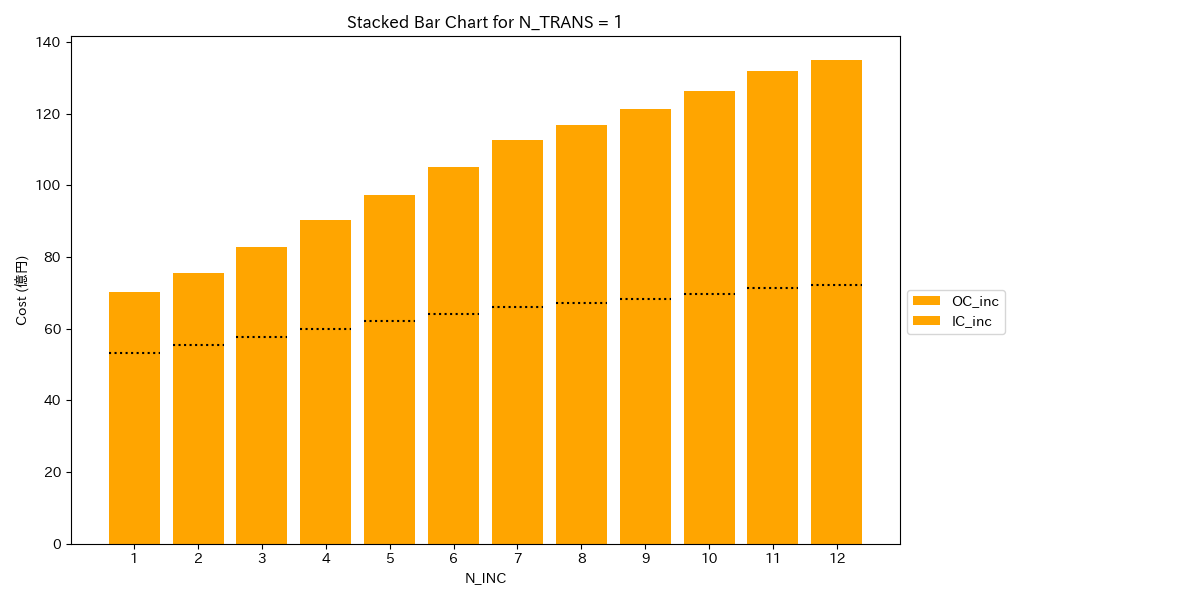 Stacked Bar Chart for N_TRANS = 1
Cost (億円)
140
120
100
80
60
40
20
0
1 2 3 4 5 6 7 8 9 10 11 12
N_INC
OC_inc
IC_inc